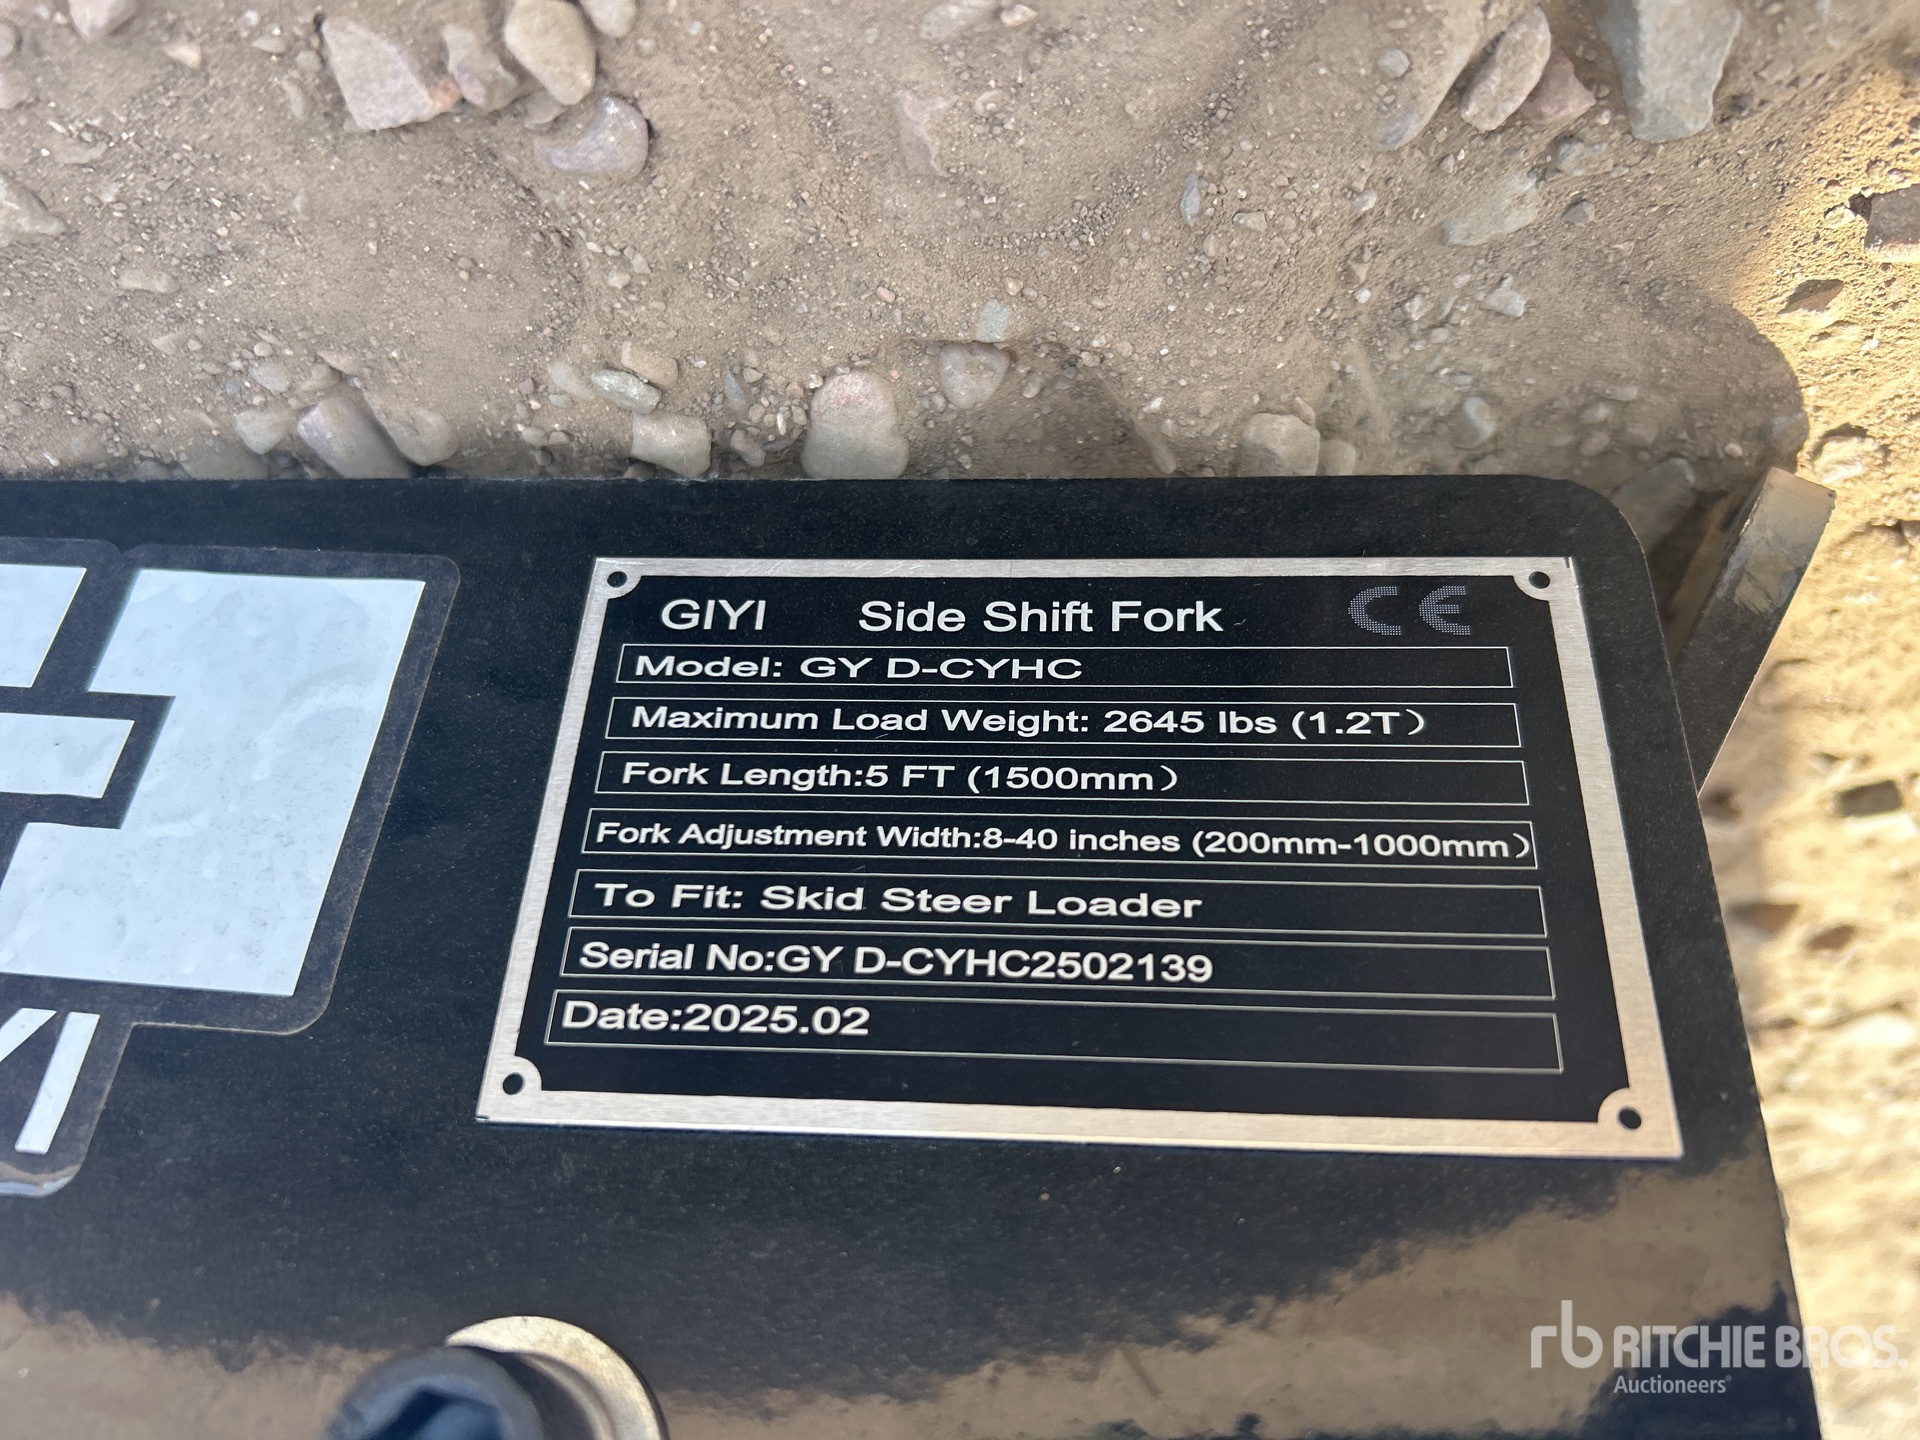 GIYI Side Shift Fork CE
Model: GY D-CYHC
Maximum Load Weight: 2645 lbs (1.2T）
Fork Length:5 FT (1500mm）
Fork Adjustment Width:8-40 inches (200mm-1000mm）
To Fit: Skid Steer Loader
Serial No:GY D-CYHC2502139
Date:2025.02
rb RITCHIE BROS.
Auctioneers®